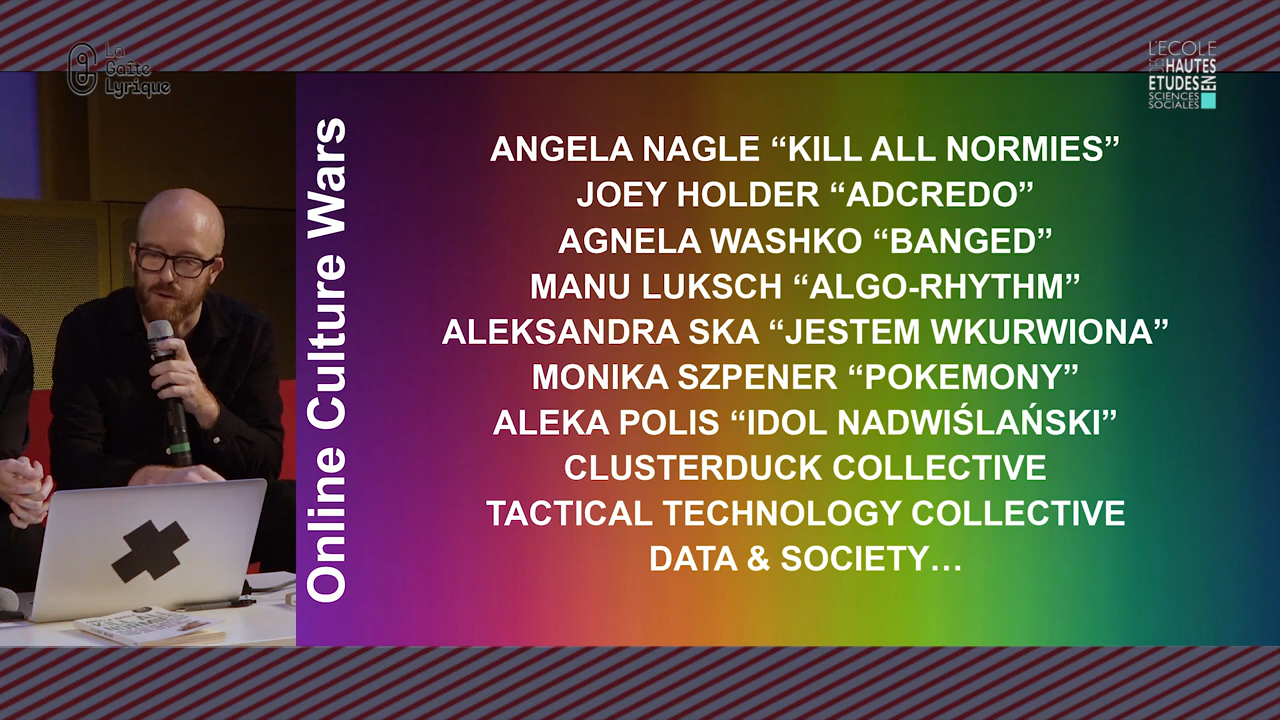 La
Gaîte
Lyrique
L'ECOLE
DES HAUTES
ETUDES EN
SCIENCES
SOCIALES
Online Culture Wars
ANGELA NAGLE “KILL ALL NORMIES”
JOEY HOLDER “ADCREDO”
AGNELA WASHKO “BANGED”
MANU LUKSCH “ALGO-RHYTHM”
ALEKSANDRA SKA “JESTEM WKURWIONA”
MONIKA SZPENER “POKEMONY”
ALEKA POLIS “IDOL NADWIŚLAŃSKI”
CLUSTERDUCK COLLECTIVE
TACTICAL TECHNOLOGY COLLECTIVE
DATA & SOCIETY…